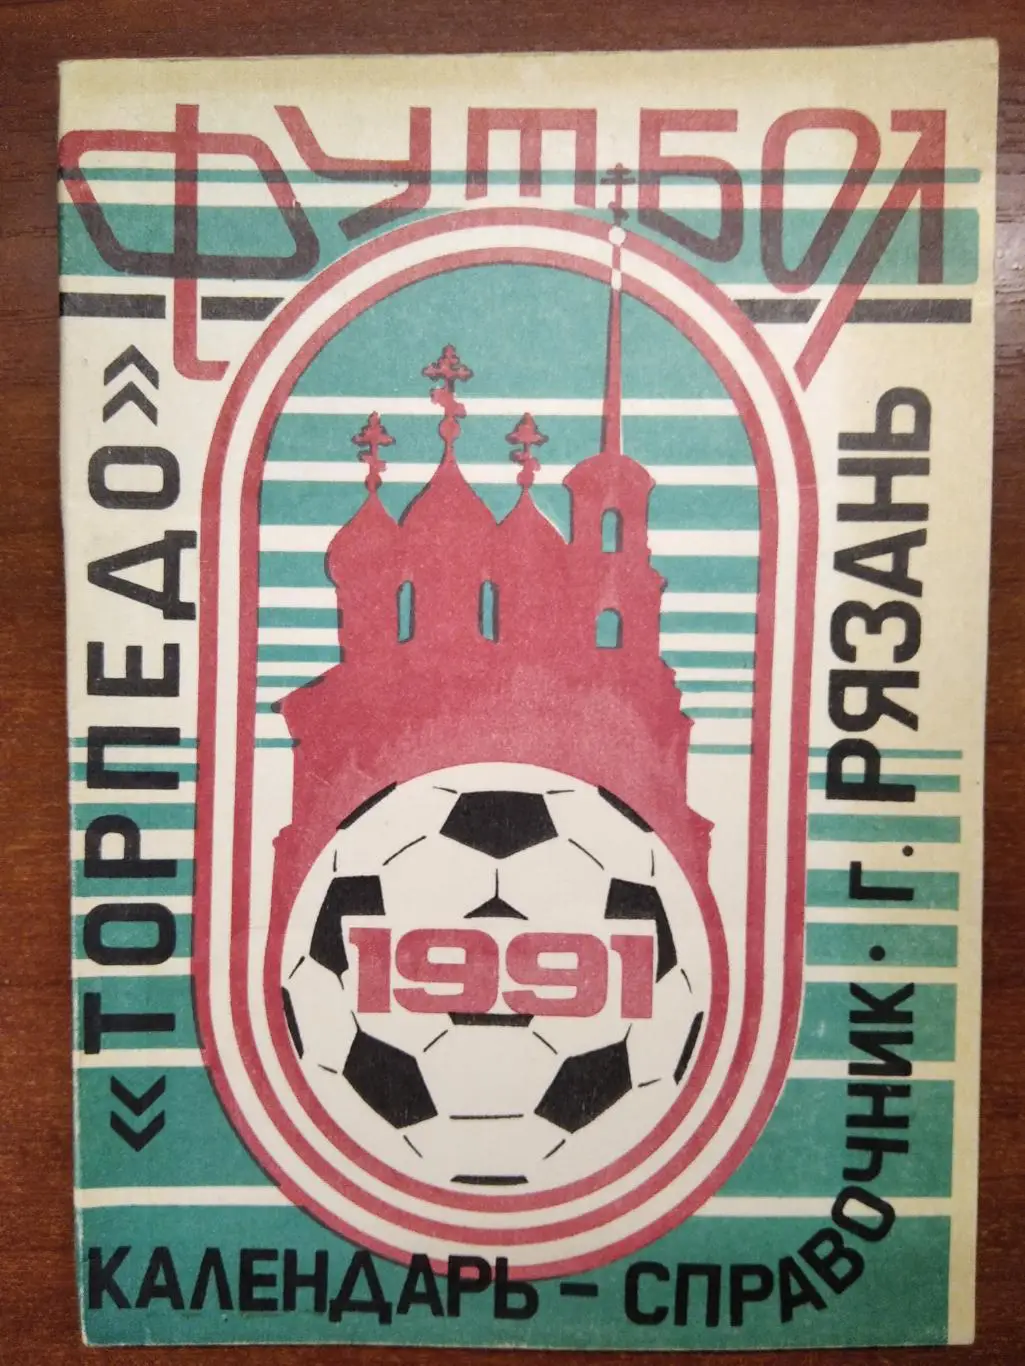 ФУТБОЛ
«ТОРПЕДО»
1991
КАЛЕНДАРЬ – СПРАВОЧНИК • г. РЯЗАНЬ